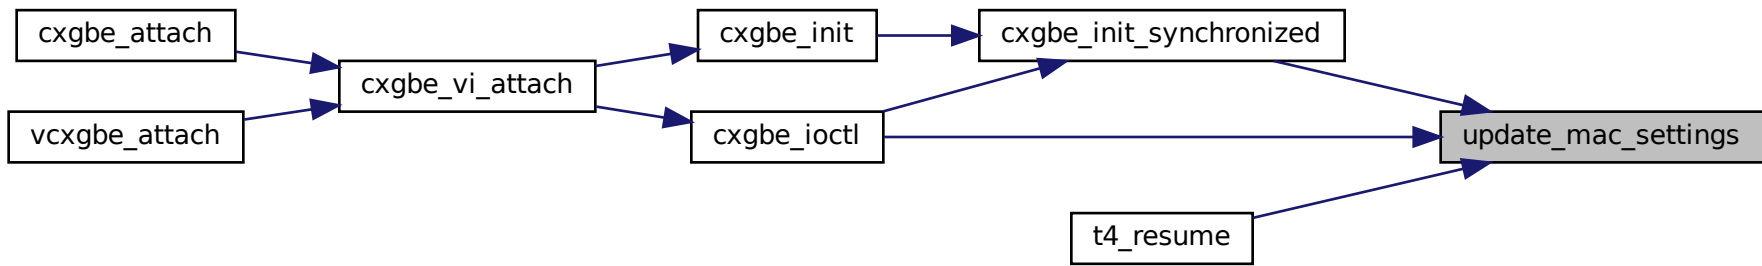 cxgbe_attach
vcxgbe_attach
cxgbe_vi_attach
cxgbe_init
cxgbe_ioctl
cxgbe_init_synchronized
t4_resume
update_mac_settings